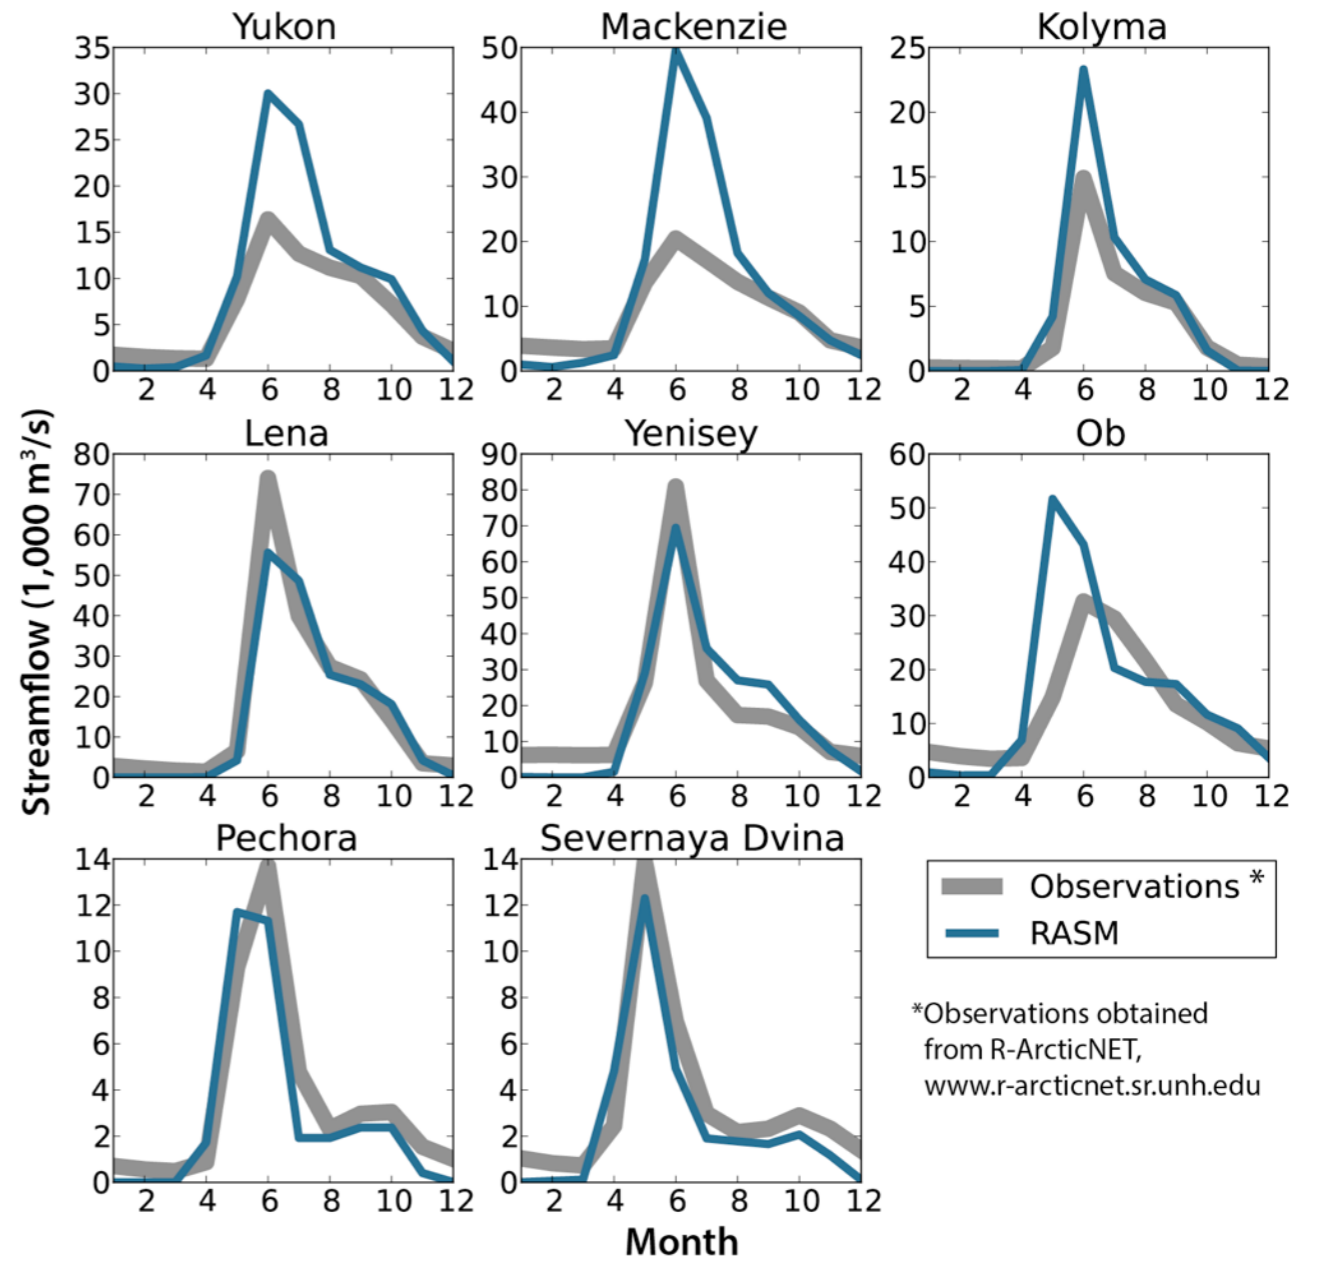 Yukon
35
30
25
20
15
10
5
0
2 4 6 8 10 12
Mackenzie
50
40
30
20
10
0
2 4 6 8 10 12
Kolyma
25
20
15
10
5
0
2 4 6 8 10 12
Streamflow (1,000 m³/s)
Lena
80
70
60
50
40
30
20
10
0
2 4 6 8 10 12
Yenisey
90
80
70
60
50
40
30
20
10
0
2 4 6 8 10 12
Ob
60
50
40
30
20
10
0
2 4 6 8 10 12
Pechora
14
12
10
8
6
4
2
0
2 4 6 8 10 12
Severnaya Dvina
14
12
10
8
6
4
2
0
2 4 6 8 10 12
Month
Observations *
RASM
*Observations obtained
from R-ArcticNET,
www.r-arcticnet.sr.unh.edu